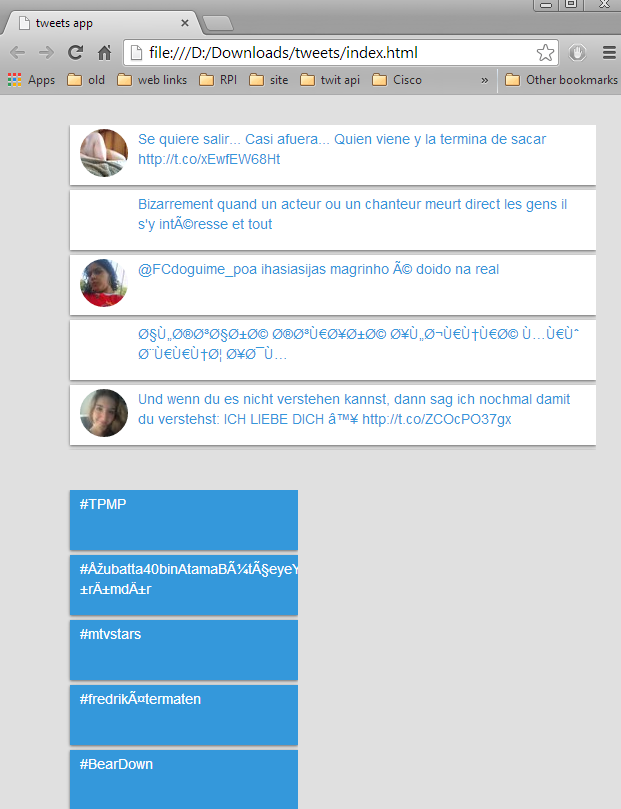 tweets app
file:///D:/Downloads/tweets/index.html
Apps old web links RPI site twit api Cisco » Other bookmarks
Se quiere salir... Casi afuera... Quien viene y la termina de sacar
http://t.co/xEwfEW68Ht
Bizarrement quand un acteur ou un chanteur meurt direct les gens il
s'y intÃ©resse et tout
@FCdoguime_poa ihasiasijas magrinho Ã© doido na real
Ø§Ù„Ø®Ø³Ø§Ø±Ø© Ø®Ø³Ù€Ø¥Ø±Ø© Ø¥Ù„Ø¬Ù€Ù†Ù€Ø© Ù…Ù€Ùˆ
Ø¨Ù€Ù€Ù†Ø¦ Ø¥Ø¯Ù…
Und wenn du es nicht verstehen kannst, dann sag ich nochmal damit
du verstehst: ICH LIEBE DICH â™¥ http://t.co/ZCOcPO37gx
#TPMP
#Åžubatta40binAtamaBÃ¼tÃ§eyeY
±rÄ±mdÄ±r
#mtvstars
#fredrikÃ¤termaten
#BearDown